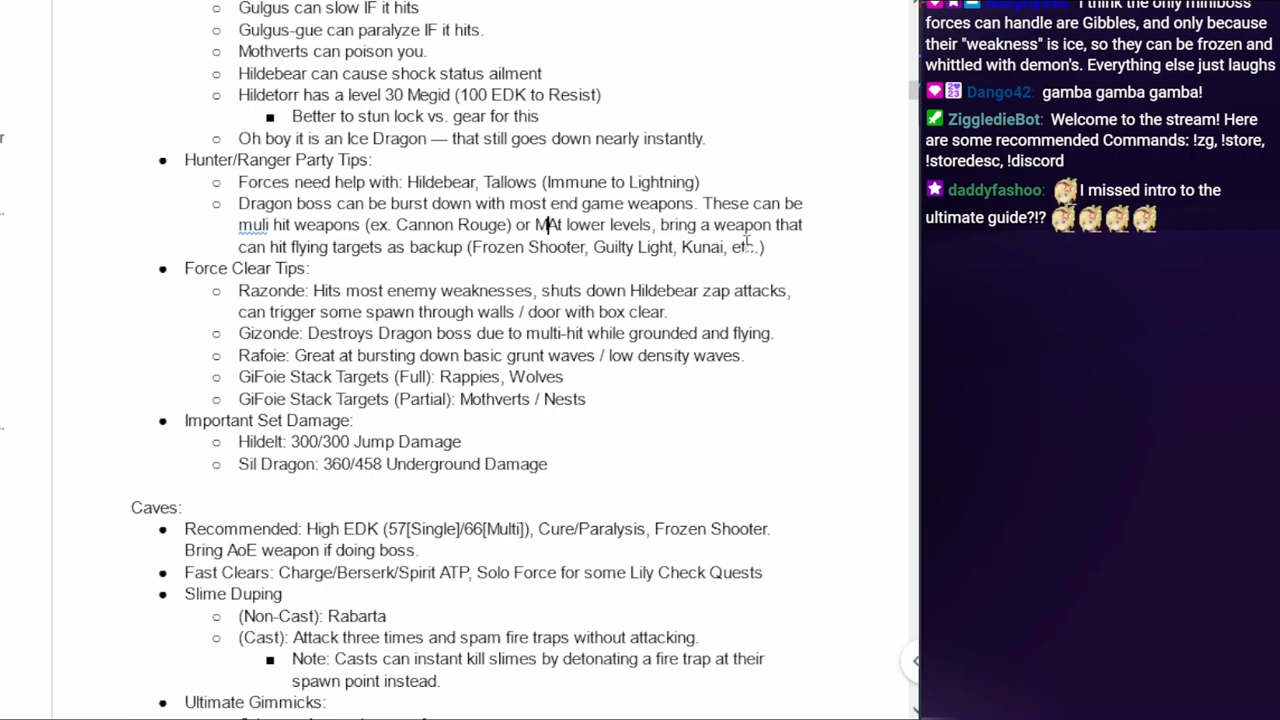 Gulgus can slow IF it hits
Gulgus-gue can paralyze IF it hits.
Mothverts can poison you.
Hildebear can cause shock status ailment
Hildetorr has a level 30 Megid (100 EDK to Resist)
Better to stun lock vs. gear for this
Oh boy it is an Ice Dragon — that still goes down nearly instantly.
Hunter/Ranger Party Tips:
Forces need help with: Hildebear, Tallows (Immune to Lightning)
Dragon boss can be burst down with most end game weapons. These can be
muli hit weapons (ex. Cannon Rouge) or MAt lower levels, bring a weapon that
can hit flying targets as backup (Frozen Shooter, Guilty Light, Kunai, etc.)
Force Clear Tips:
Razonde: Hits most enemy weaknesses, shuts down Hildebear zap attacks,
can trigger some spawn through walls / door with box clear.
Gizonde: Destroys Dragon boss due to multi-hit while grounded and flying.
Rafoie: Great at bursting down basic grunt waves / low density waves.
GiFoie Stack Targets (Full): Rappies, Wolves
GiFoie Stack Targets (Partial): Mothverts / Nests
Important Set Damage:
Hildelt: 300/300 Jump Damage
Sil Dragon: 360/458 Underground Damage
Caves:
Recommended: High EDK (57[Single]/66[Multi]), Cure/Paralysis, Frozen Shooter.
Bring AoE weapon if doing boss.
Fast Clears: Charge/Berserk/Spirit ATP, Solo Force for some Lily Check Quests
Slime Duping
(Non-Cast): Rabarta
(Cast): Attack three times and spam fire traps without attacking.
Note: Casts can instant kill slimes by detonating a fire trap at their
spawn point instead.
Ultimate Gimmicks:
I think the only miniboss
forces can handle are Gibbles, and only because
their "weakness" is ice, so they can be frozen and
whittled with demon's. Everything else just laughs
Dango42: gamba gamba gamba!
ZiggledieBot: Welcome to the stream! Here
are some recommended Commands: !zg, !store,
!storedesc, !discord
daddyfashoo: I missed intro to the
ultimate guide?!?